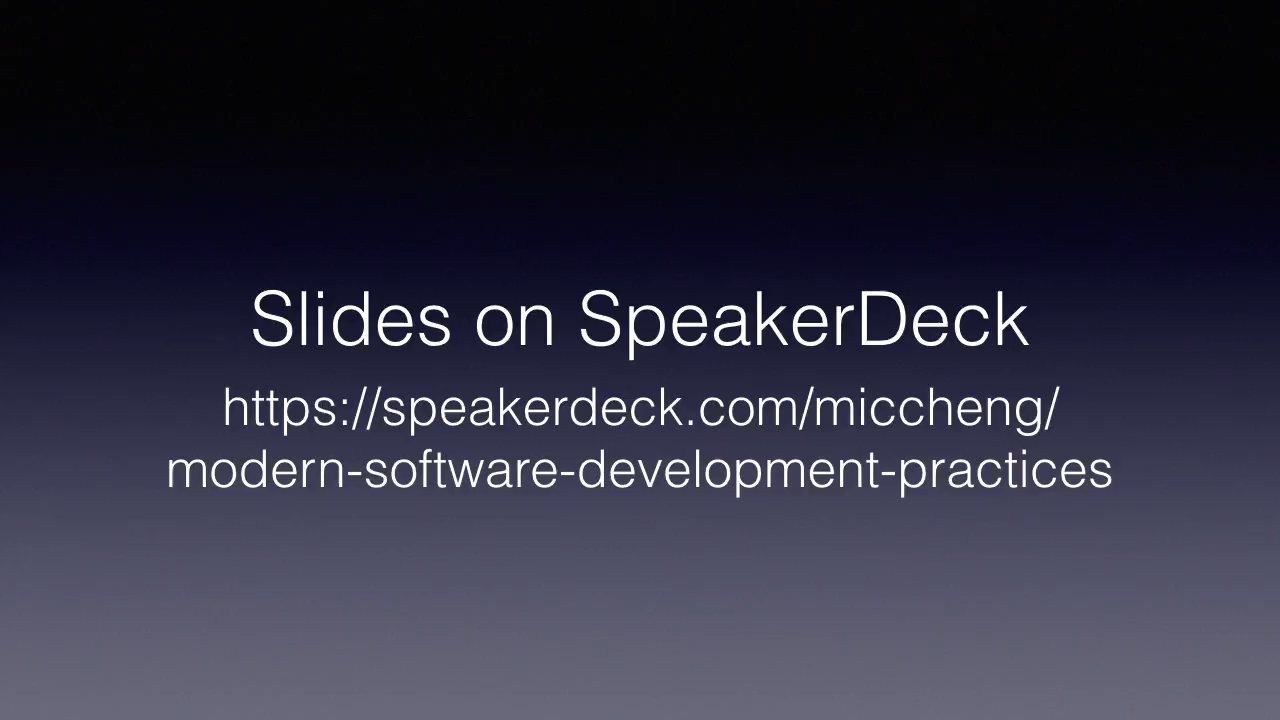 Slides on SpeakerDeck
https://speakerdeck.com/miccheng/
modern-software-development-practices